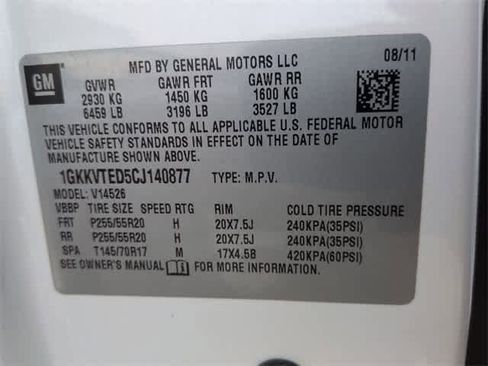 MFD BY GENERAL MOTORS LLC 08/11
GM
GVWR GAWR FRT GAWR RR
2930 KG 1450 KG 1600 KG
6459 LB 3196 LB 3527 LB
THIS VEHICLE CONFORMS TO ALL APPLICABLE U.S. FEDERAL MOTOR
VEHICLE SAFETY STANDARDS IN EFFECT ON THE DATE OF
MANUFACTURE SHOWN ABOVE.
1GKKVTED5CJ140877 TYPE: M.P.V.
MODEL: V14526
VBBP TIRE SIZE SPEED RTG RIM COLD TIRE PRESSURE
FRT P255/55R20 H 20X7.5J 240KPA(35PSI)
RR P255/55R20 H 20X7.5J 240KPA(35PSI)
SPA T145/70R17 M 17X4.5B 420KPA(60PSI)
SEE OWNER'S MANUAL FOR MORE INFORMATION.